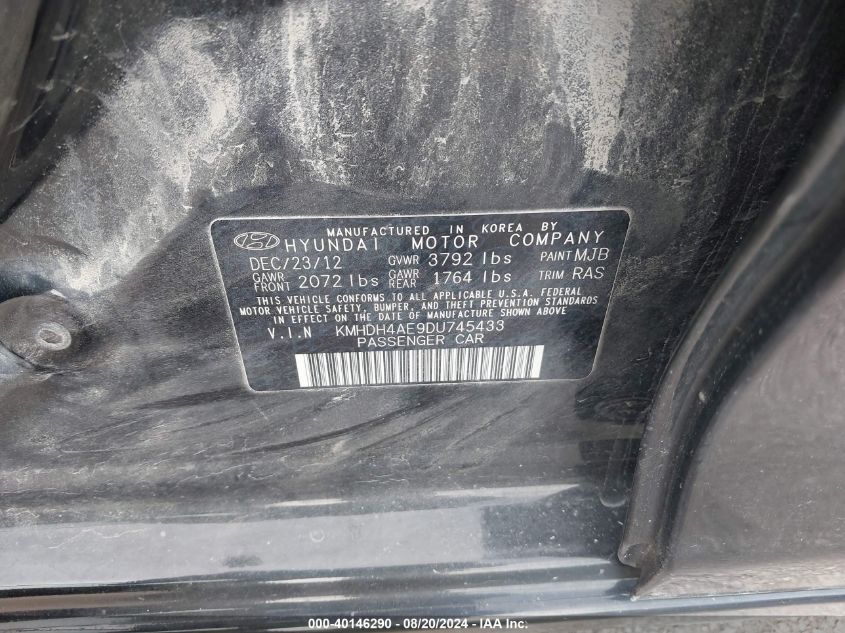 MANUFACTURED IN KOREA BY
HYUNDAI MOTOR COMPANY
DEC/23/12 GVWR 3792 lbs PAINT MJB
GAWR FRONT 2072 lbs GAWR REAR 1764 lbs TRIM RAS
THIS VEHICLE CONFORMS TO ALL APPLICABLE U.S.A. FEDERAL
MOTOR VEHICLE SAFETY, BUMPER, AND THEFT PREVENTION STANDARDS
IN EFFECT ON THE DATE OF MANUFACTURE SHOWN ABOVE
V.I.N KMHDH4AE9DU745433
PASSENGER CAR
000-40146290 - 08/20/2024 - IAA Inc.